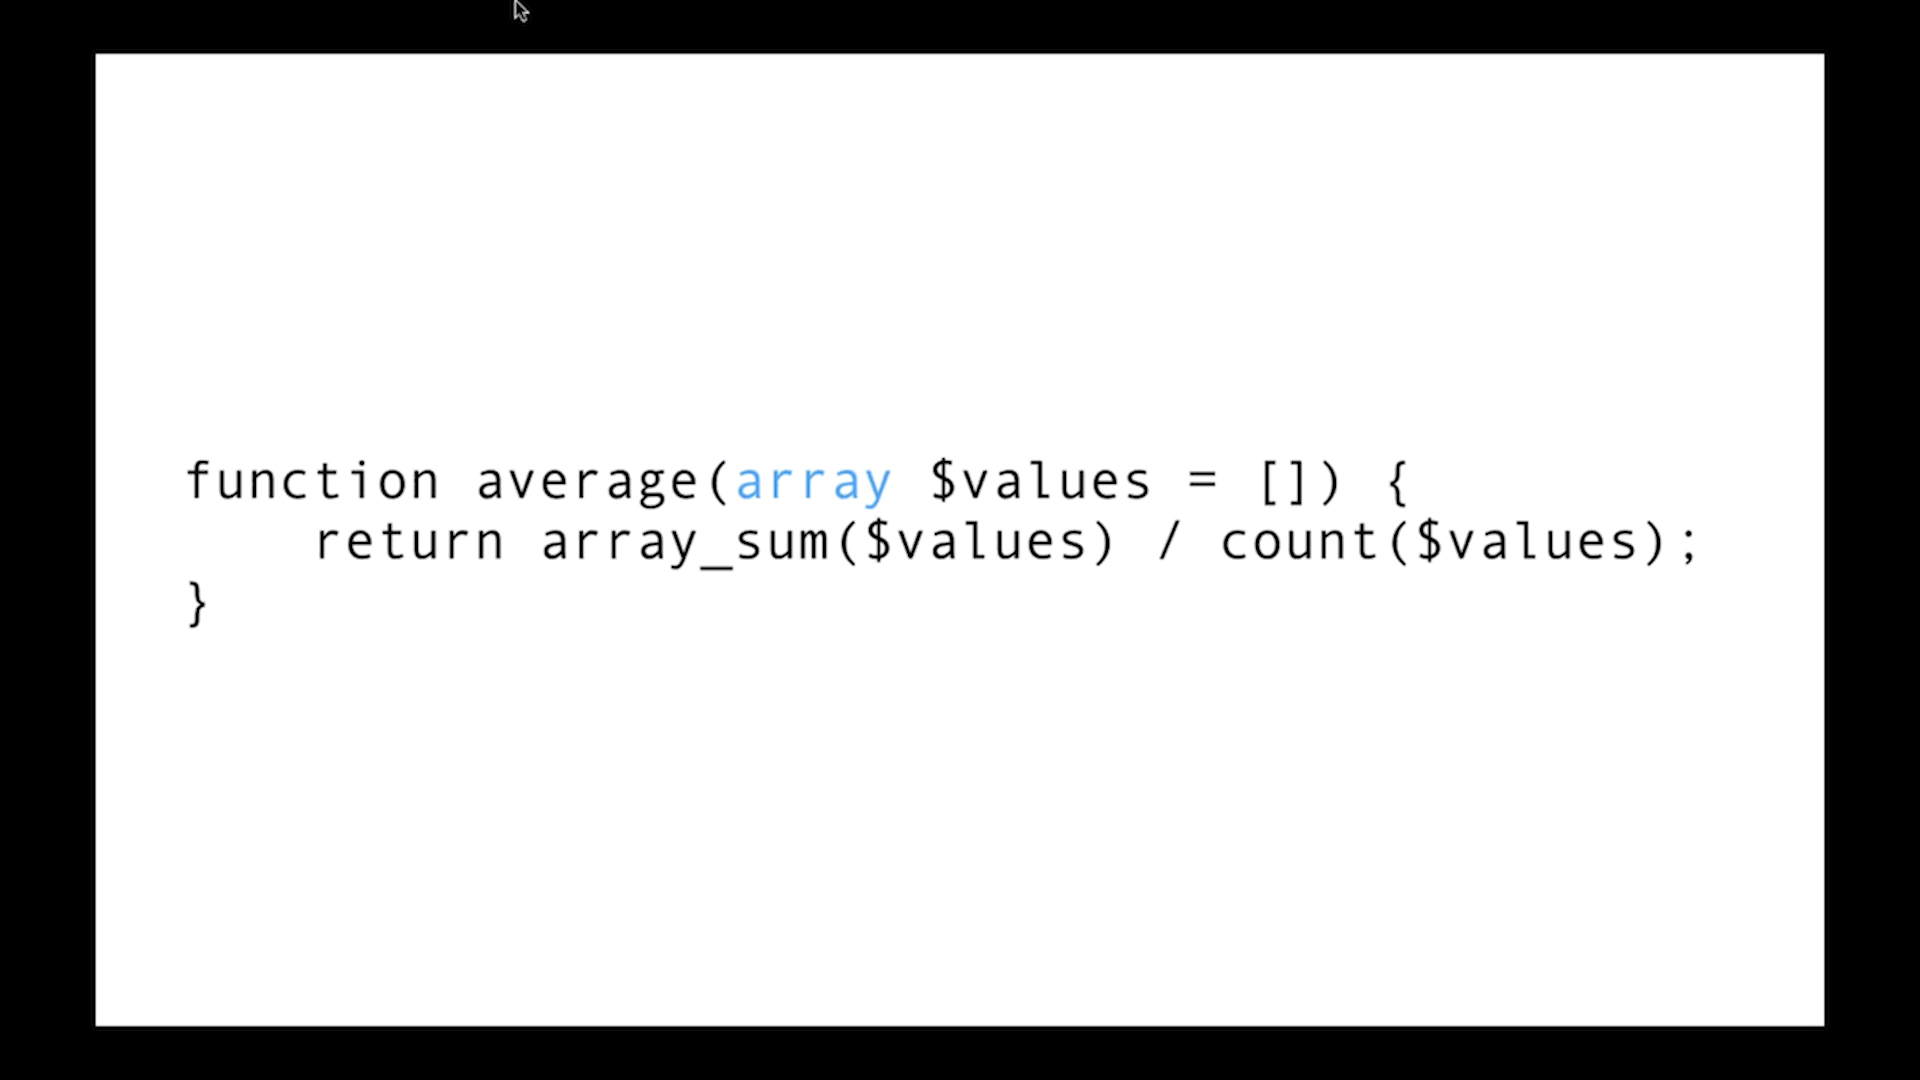 function average(array $values = []) {
    return array_sum($values) / count($values);
}